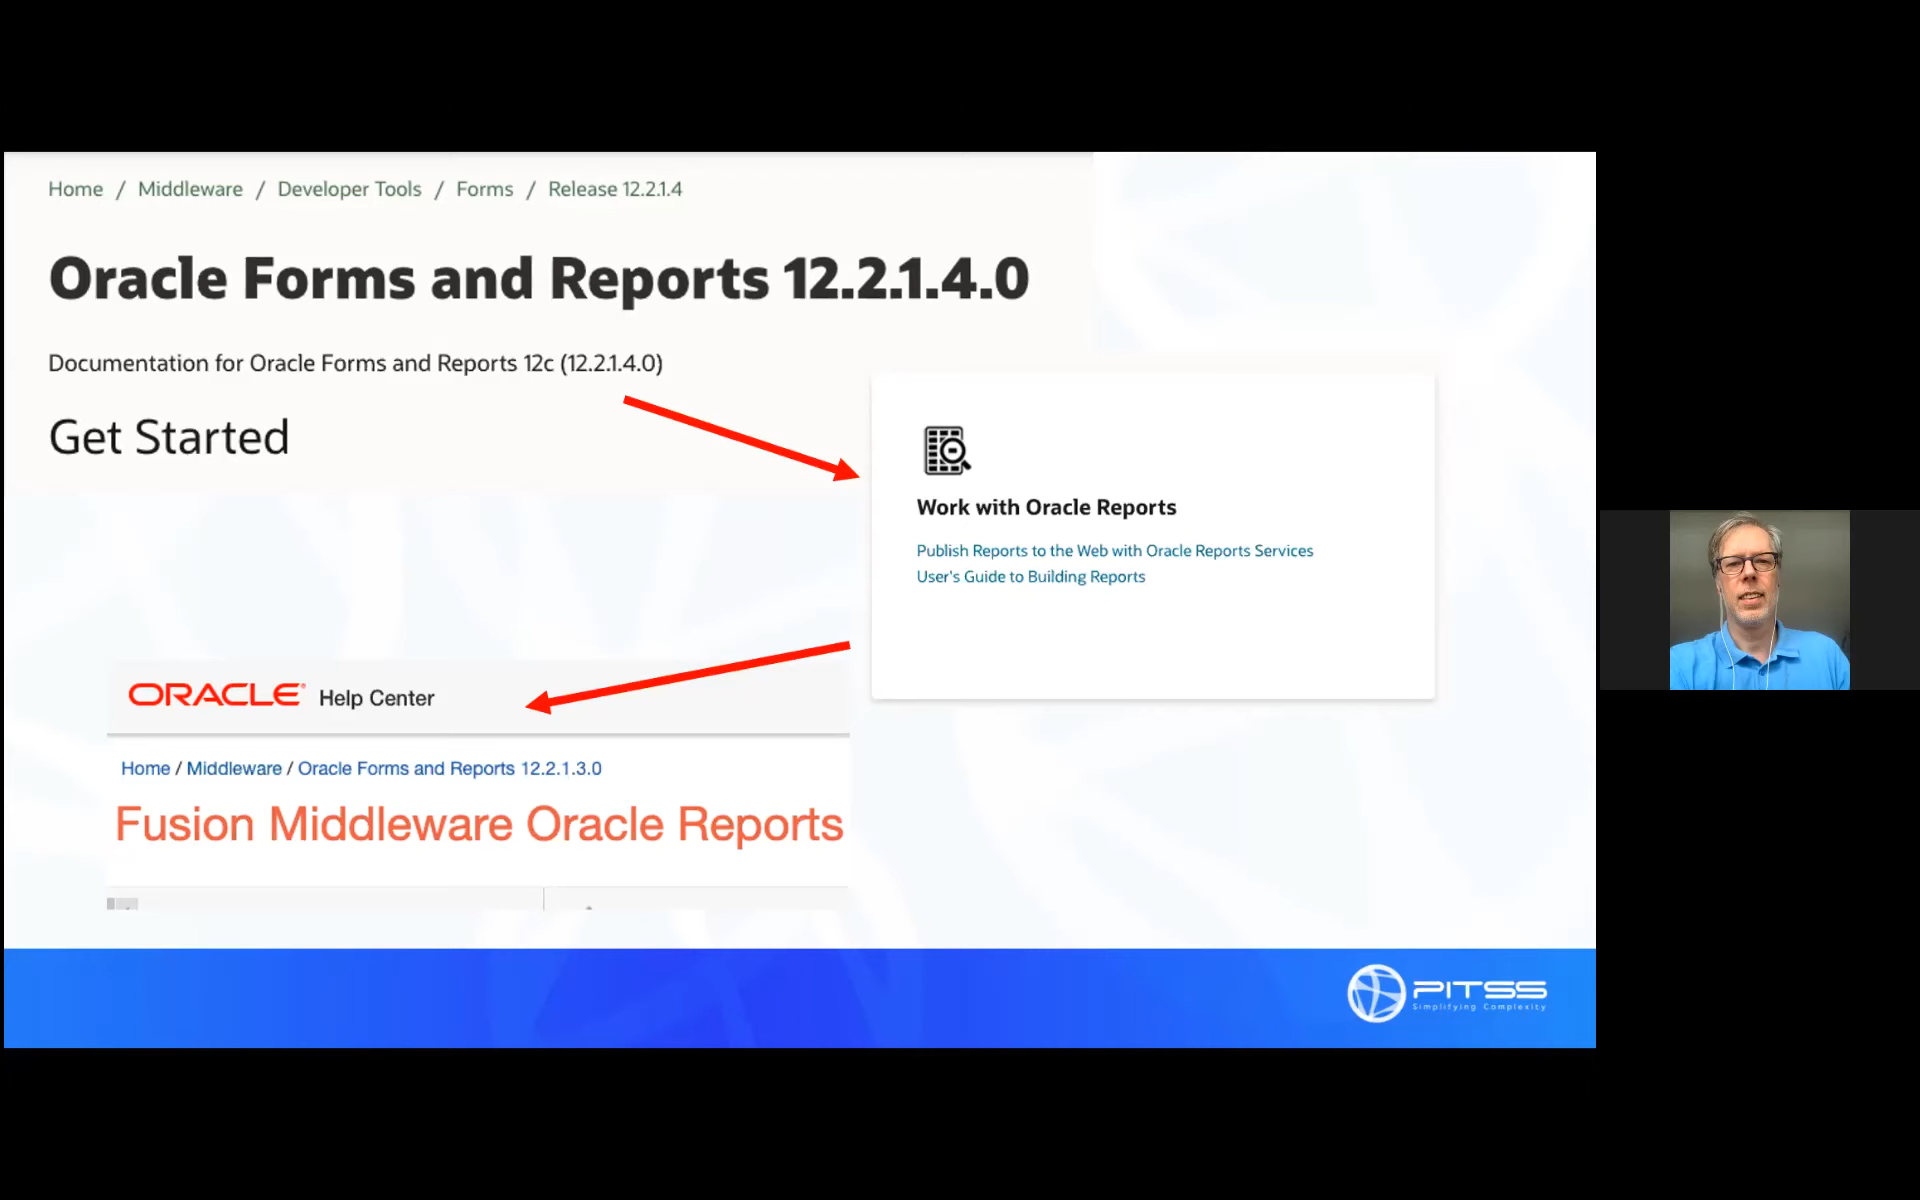 Home / Middleware / Developer Tools / Forms / Release 12.2.1.4
Oracle Forms and Reports 12.2.1.4.0
Documentation for Oracle Forms and Reports 12c (12.2.1.4.0)
Get Started
Work with Oracle Reports
Publish Reports to the Web with Oracle Reports Services
User's Guide to Building Reports
ORACLE Help Center
Home / Middleware / Oracle Forms and Reports 12.2.1.3.0
Fusion Middleware Oracle Reports
PITSS
Simplifying Complexity